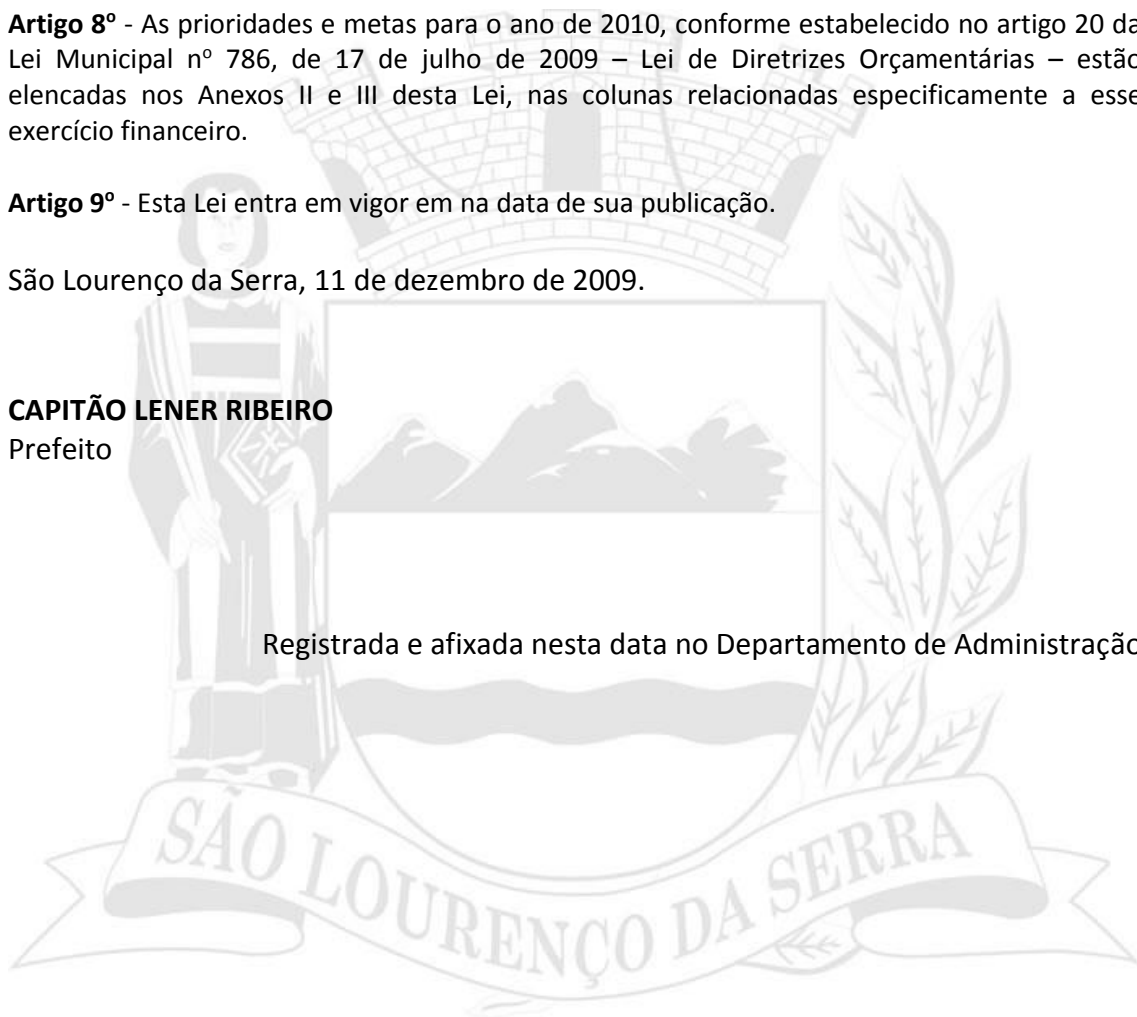 Artigo 8º - As prioridades e metas para o ano de 2010, conforme estabelecido no artigo 20 da
Lei Municipal nº 786, de 17 de julho de 2009 – Lei de Diretrizes Orçamentárias – estão
elencadas nos Anexos II e III desta Lei, nas colunas relacionadas especificamente a esse
exercício financeiro.
Artigo 9º - Esta Lei entra em vigor em na data de sua publicação.
São Lourenço da Serra, 11 de dezembro de 2009.
CAPITÃO LENER RIBEIRO
Prefeito
Registrada e afixada nesta data no Departamento de Administração
SÃO LOURENÇO DA SERRA